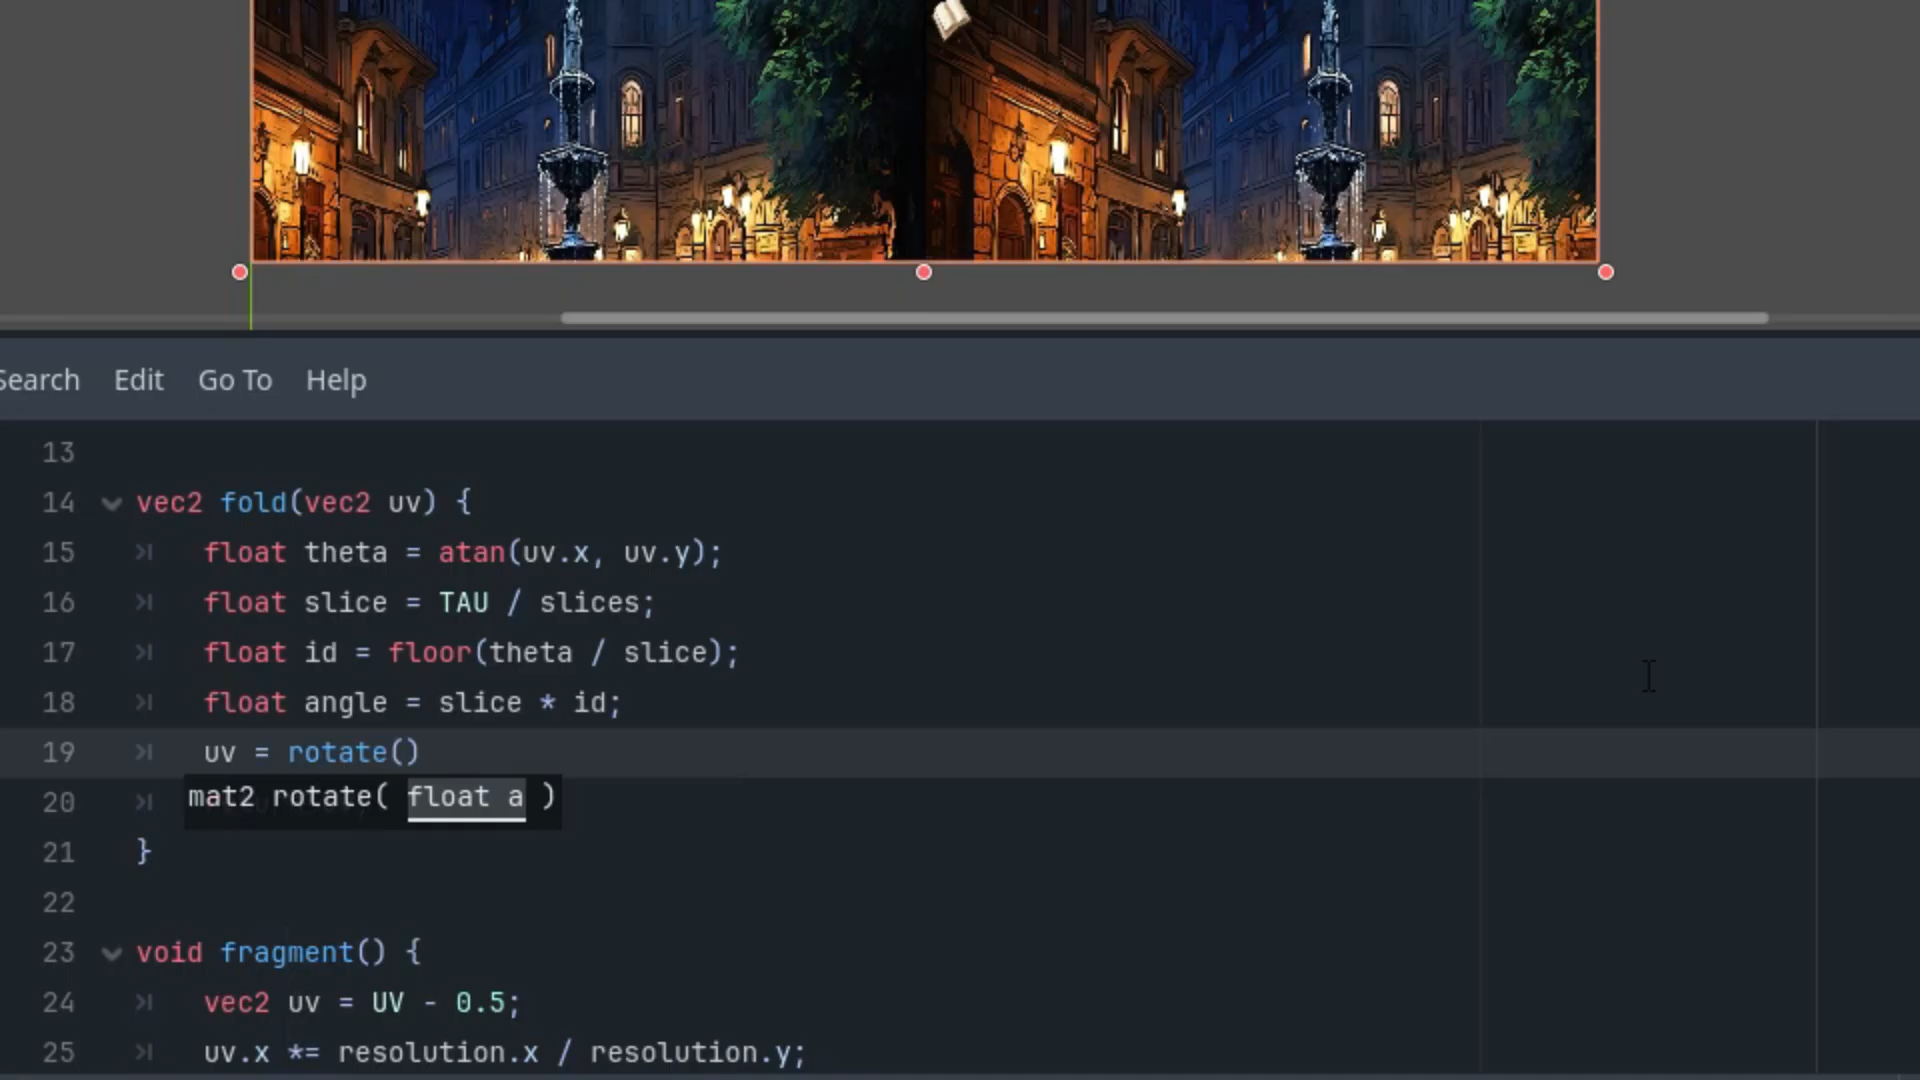 Search Edit Go To Help
13
14 vec2 fold(vec2 uv) {
15 float theta = atan(uv.x, uv.y);
16 float slice = TAU / slices;
17 float id = floor(theta / slice);
18 float angle = slice * id;
19 uv = rotate()
mat2 rotate( float a )
20
21 }
22
23 void fragment() {
24 vec2 uv = UV - 0.5;
25 uv.x *= resolution.x / resolution.y;